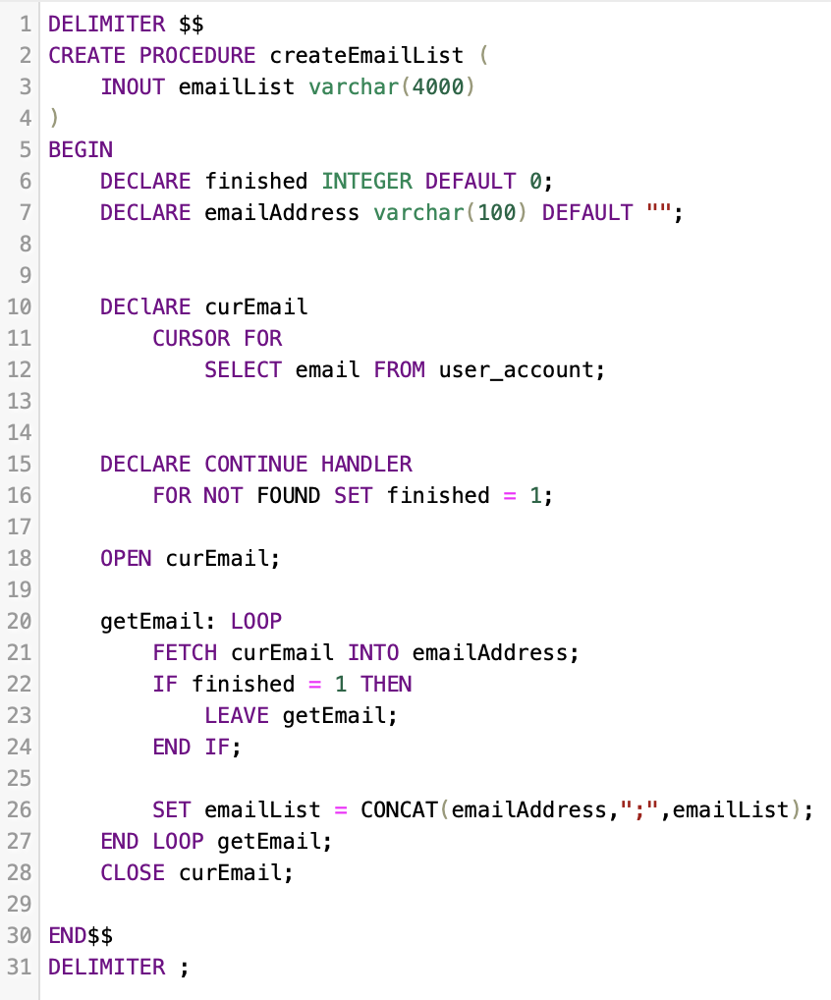 1 DELIMITER $$
2 CREATE PROCEDURE createEmailList (
3     INOUT emailList varchar(4000)
4 )
5 BEGIN
6     DECLARE finished INTEGER DEFAULT 0;
7     DECLARE emailAddress varchar(100) DEFAULT "";
8
9
10     DEClARE curEmail
11         CURSOR FOR
12             SELECT email FROM user_account;
13
14
15     DECLARE CONTINUE HANDLER
16         FOR NOT FOUND SET finished = 1;
17
18     OPEN curEmail;
19
20     getEmail: LOOP
21         FETCH curEmail INTO emailAddress;
22         IF finished = 1 THEN
23             LEAVE getEmail;
24         END IF;
25
26         SET emailList = CONCAT(emailAddress,";",emailList);
27     END LOOP getEmail;
28     CLOSE curEmail;
29
30 END$$
31 DELIMITER ;